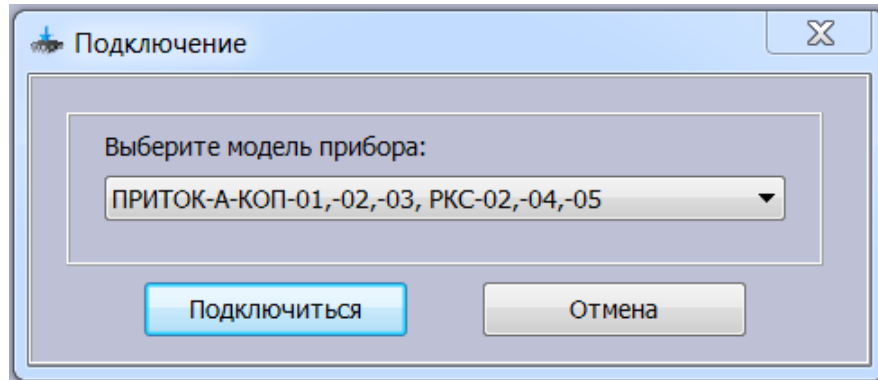 Подключение
Выберите модель прибора:
ПРИТОК-А-КОП-01,-02,-03, РКС-02,-04,-05
Подключиться Отмена